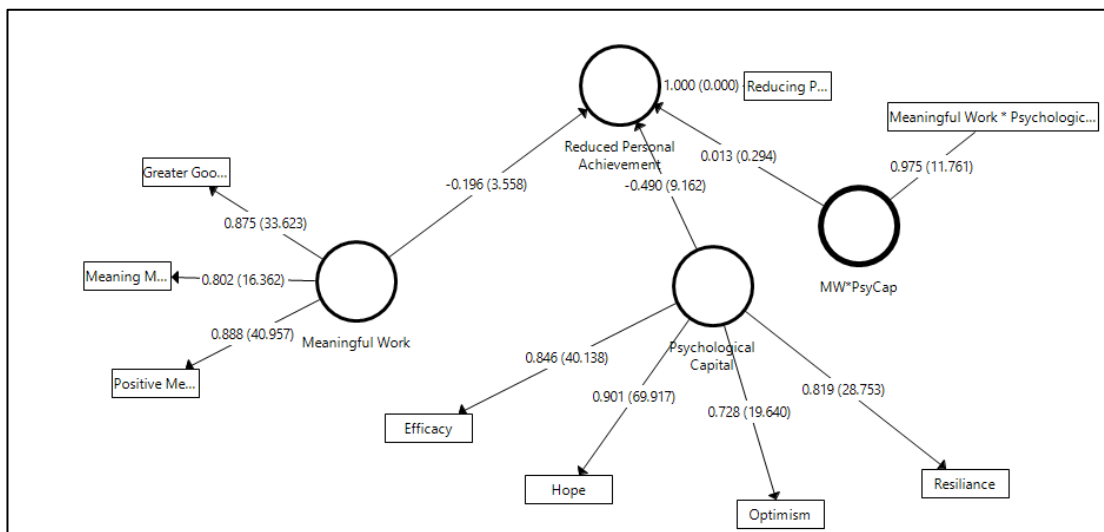 1.000 (0.000)
Reducing P...
Meaningful Work * Psychologic...
Reduced Personal
Achievement
0.013 (0.294)
0.975 (11.761)
Greater Goo...
-0.196 (3.558)
-0.490 (9.162)
0.875 (33.623)
Meaning M...
0.802 (16.362)
MW*PsyCap
0.888 (40.957)
Meaningful Work
Psychological
Capital
Positive Me...
0.846 (40.138)
0.901 (69.917)
0.819 (28.753)
0.728 (19.640)
Efficacy
Hope
Optimism
Resiliance